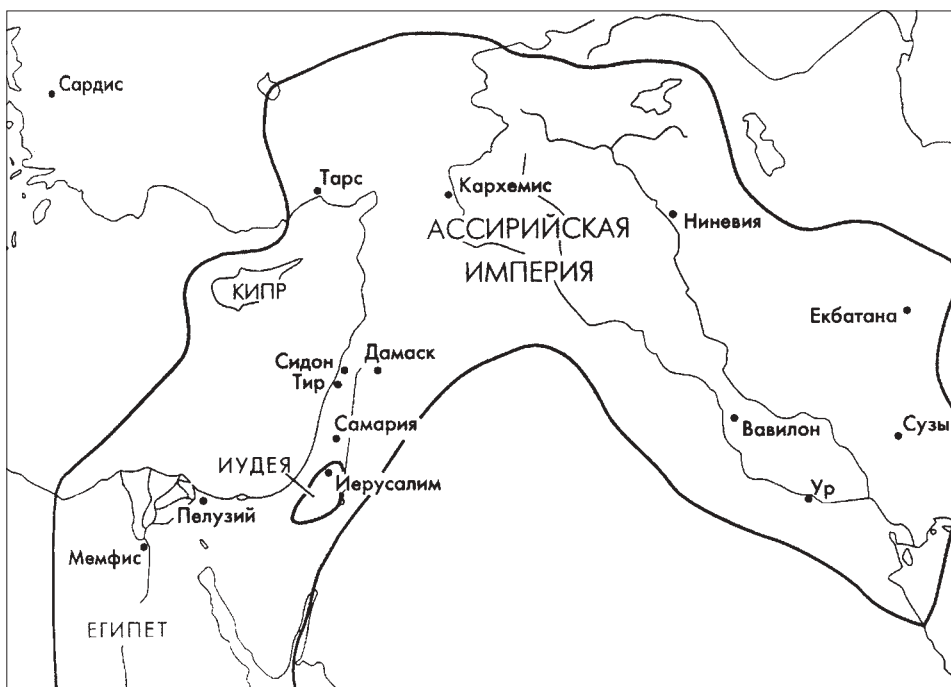 Сардис
Тарс
Кархемис
АССИРИЙСКАЯ
ИМПЕРИЯ
Ниневия
КИПР
Екбатана
Сидон
Дамаск
Тир
Самария
Вавилон
Сузы
ИУДЕЯ
Иерусалим
Ур
Пелузий
Мемфис
ЕГИПЕТ